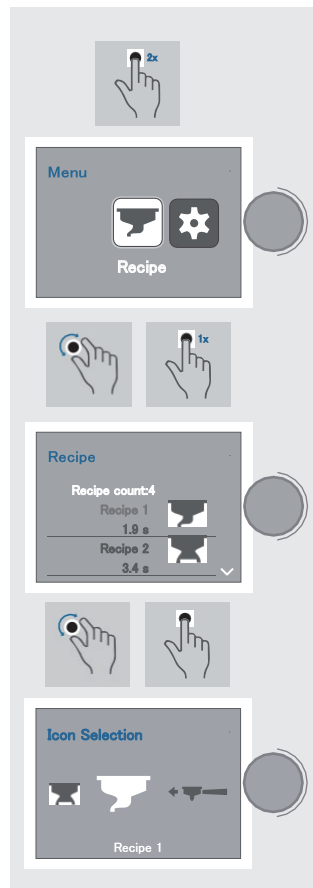 2x
Menu
Recipe
1x
Recipe
Recipe count:4
Recipe 1
1.9 s
Recipe 2
3.4 s
Icon Selection
Recipe 1